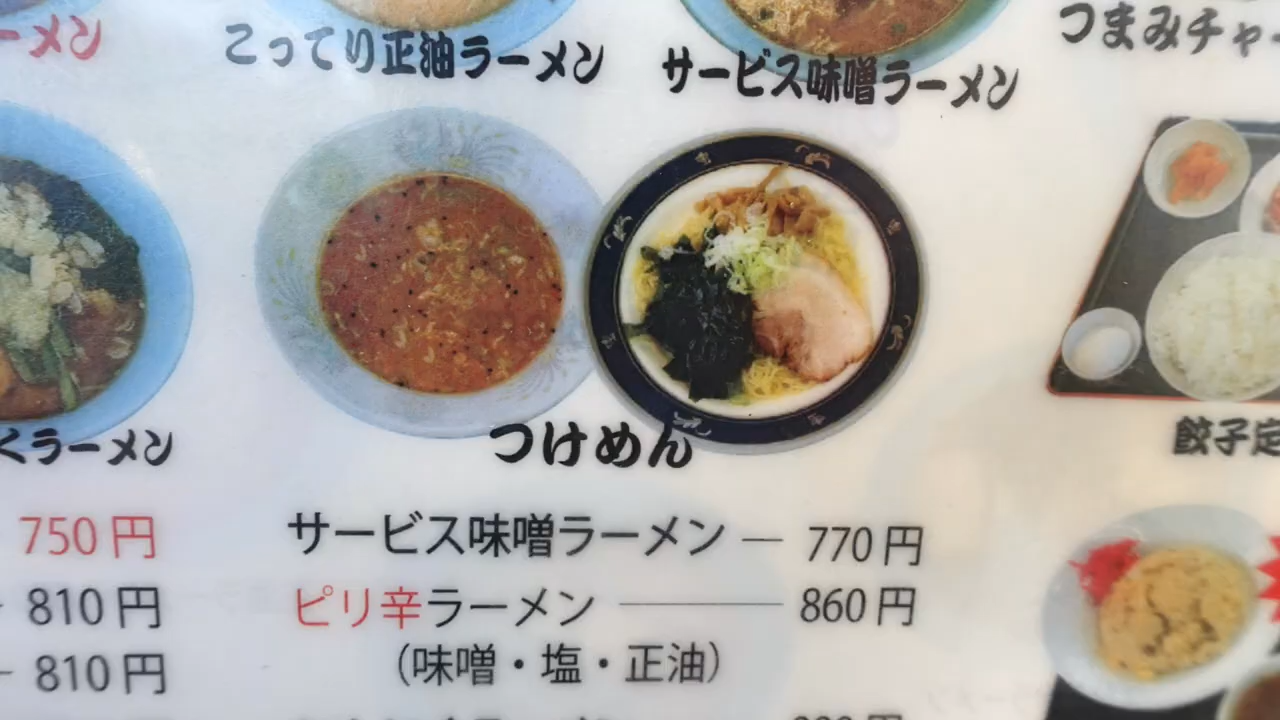 ーメン
こってり正油ラーメン
サービス味噌ラーメン
つまみチャー
くラーメン
つけめん
餃子定
750円
810円
810円
サービス味噌ラーメン — 770円
ピリ辛ラーメン — 860円
(味噌・塩・正油)